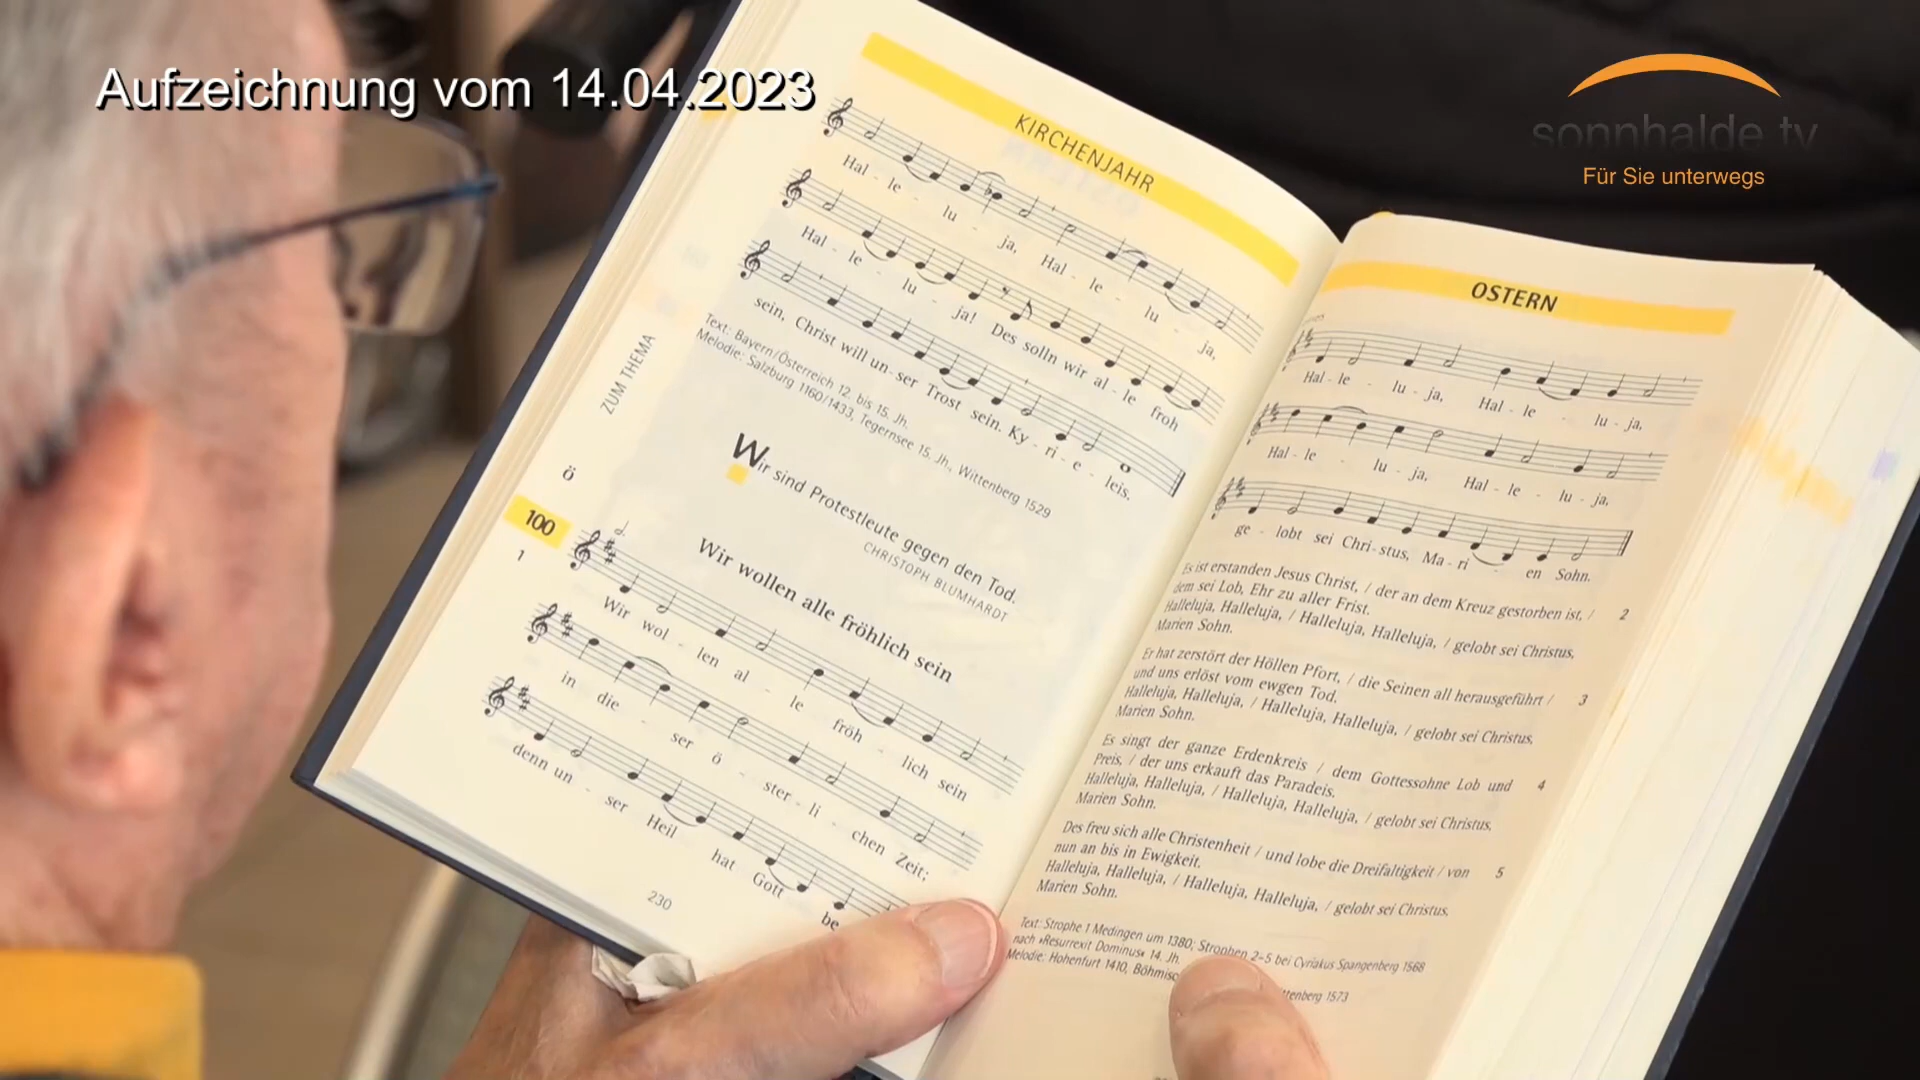 Aufzeichnung vom 14.04.2023
sonnhalde tv
Für Sie unterwegs
KIRCHENJAHR
Hal - le - lu - ja, Hal - le - lu - ja,
Hal - le - lu - ja! Des solln wir al - le froh
sein, Christ will un - ser Trost sein. Ky - ri - e - leis.
Text: Bayern/Österreich 12. bis 15. Jh.
Melodie: Salzburg 1160/1433, Tegernsee 15. Jh., Wittenberg 1529
ZUM THEMA
Wir sind Protestleute gegen den Tod.
CHRISTOPH BLUMHARDT
ö
100
Wir wollen alle fröhlich sein
1
Wir wol - len al - le fröh - lich sein
in die - ser ö - ster - li - chen Zeit;
denn un - ser Heil hat Gott be
230
OSTERN
Hal - le - lu - ja, Hal - le - lu - ja,
Hal - le - lu - ja, Hal - le - lu - ja,
ge - lobt sei Chri - stus, Ma - ri - en Sohn.
Es ist erstanden Jesus Christ, / der an dem Kreuz gestorben ist, / 2
dem sei Lob, Ehr zu aller Frist.
Halleluja, Halleluja, / Halleluja, Halleluja, / gelobt sei Christus,
Marien Sohn.
Er hat zerstört der Höllen Pfort, / die Seinen all herausgeführt / 3
und uns erlöst vom ewgen Tod.
Halleluja, Halleluja, / Halleluja, Halleluja, / gelobt sei Christus,
Marien Sohn.
Es singt der ganze Erdenkreis / dem Gottessohne Lob und 4
Preis, / der uns erkauft das Paradeis.
Halleluja, Halleluja, / Halleluja, Halleluja, / gelobt sei Christus,
Marien Sohn.
Des freu sich alle Christenheit / und lobe die Dreifaltigkeit / von 5
nun an bis in Ewigkeit.
Halleluja, Halleluja, / Halleluja, Halleluja, / gelobt sei Christus,
Marien Sohn.
Text: Strophe 1 Medingen um 1380; Strophen 2–5 bei Cyriakus Spangenberg 1568
nach »Resurrexit Dominus« 14. Jh.
Melodie: Hohenfurt 1410, Böhmisc ttenberg 1573